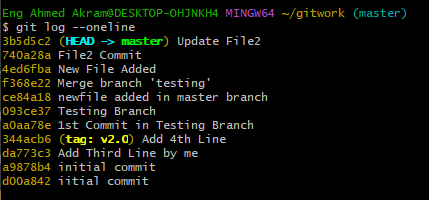 Eng Ahmed Akram@DESKTOP-OHJNKH4 MINGW64 ~/gitwork (master)
$ git log --oneline
3b5d5c2 (HEAD -> master) Update File2
740a28a File2 Commit
4ed6fba New File Added
f368e22 Merge branch 'testing'
ce84a18 newfile added in master branch
093ce37 Testing Branch
a0aa78e 1st Commit in Testing Branch
344acb6 (tag: v2.0) Add 4th Line
da773c3 Add Third Line by me
a9878b4 initial commit
d00a842 iitial commit